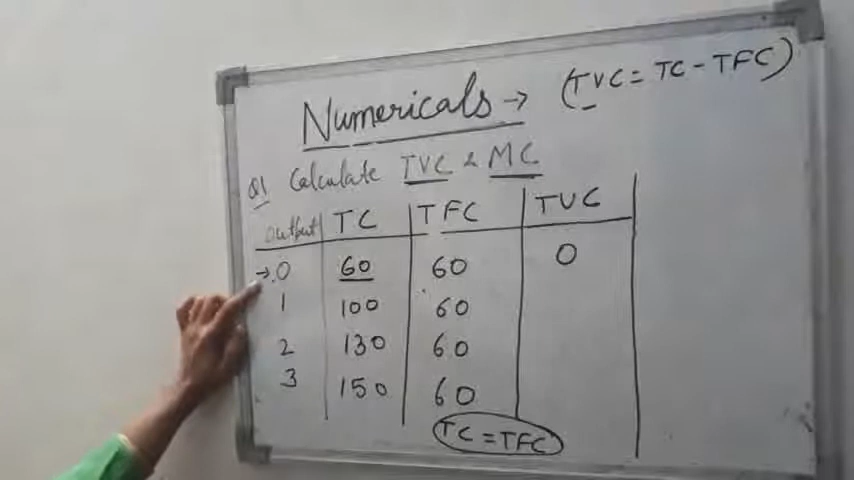 Numericals → (TVC = TC - TFC)
Q1 Calculate TVC & MC
output TC TFC TVC
→ 0 60 60 0
1 100 60
2 130 60
3 150 60
TC = TFC